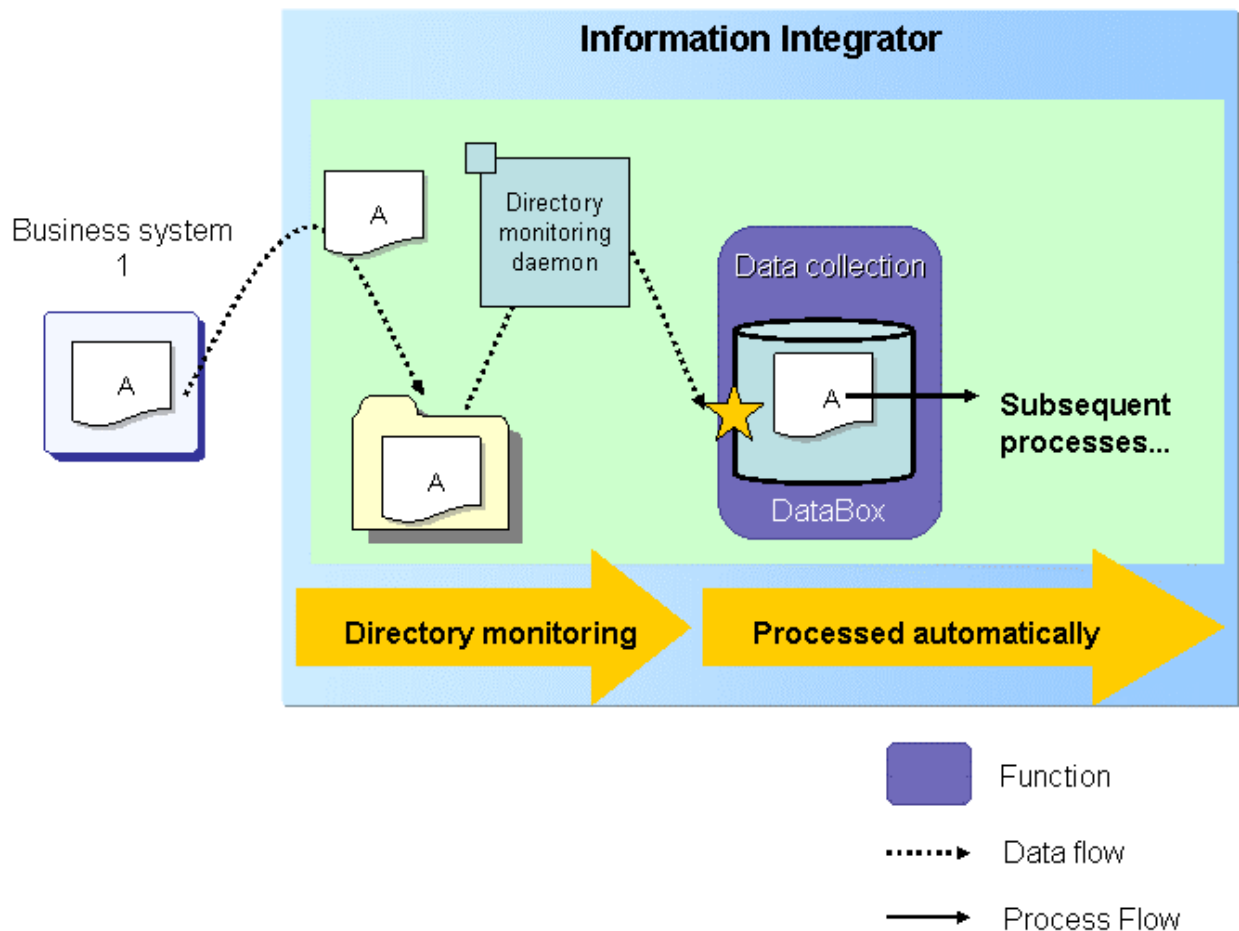 Information Integrator
Business system
1
A
A
Directory
monitoring
daemon
A
Data collection
A
DataBox
Subsequent
processes...
Directory monitoring
Processed automatically
Function
Data flow
Process Flow